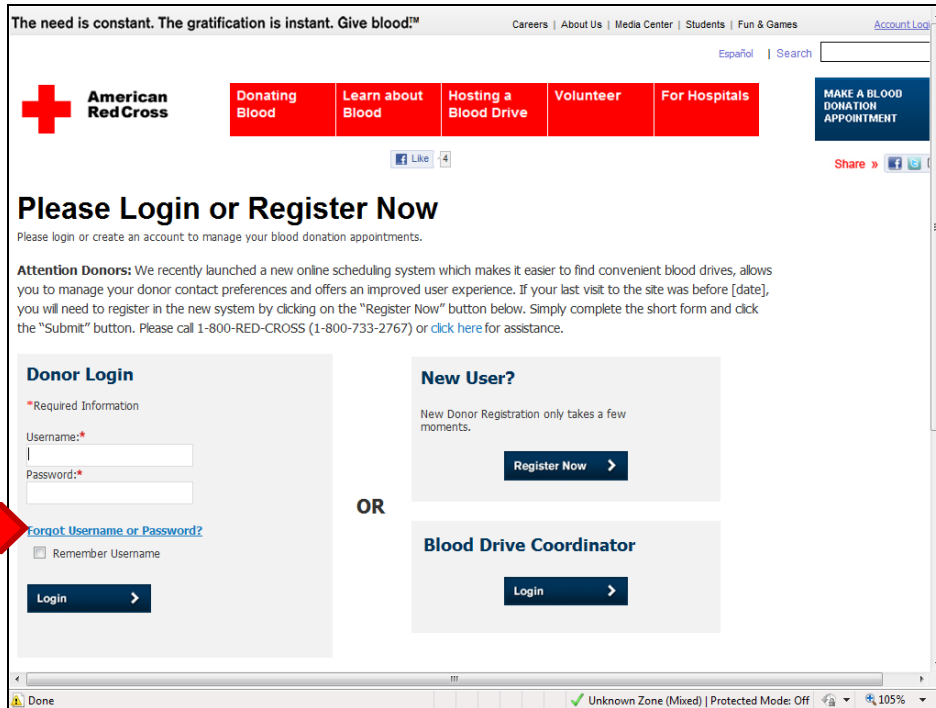 The need is constant. The gratification is instant. Give blood.™
Careers | About Us | Media Center | Students | Fun & Games
Account Logi
Español | Search
American
Red Cross
Donating
Blood
Learn about
Blood
Hosting a
Blood Drive
Volunteer
For Hospitals
MAKE A BLOOD
DONATION
APPOINTMENT
Like 4
Share »
Please Login or Register Now
Please login or create an account to manage your blood donation appointments.
Attention Donors: We recently launched a new online scheduling system which makes it easier to find convenient blood drives, allows
you to manage your donor contact preferences and offers an improved user experience. If your last visit to the site was before [date],
you will need to register in the new system by clicking on the “Register Now” button below. Simply complete the short form and click
the “Submit” button. Please call 1-800-RED-CROSS (1-800-733-2767) or click here for assistance.
Donor Login
*Required Information
Username:*
Password:*
Forgot Username or Password?
Remember Username
Login
OR
New User?
New Donor Registration only takes a few
moments.
Register Now
Blood Drive Coordinator
Login
Done
Unknown Zone (Mixed) | Protected Mode: Off
105%